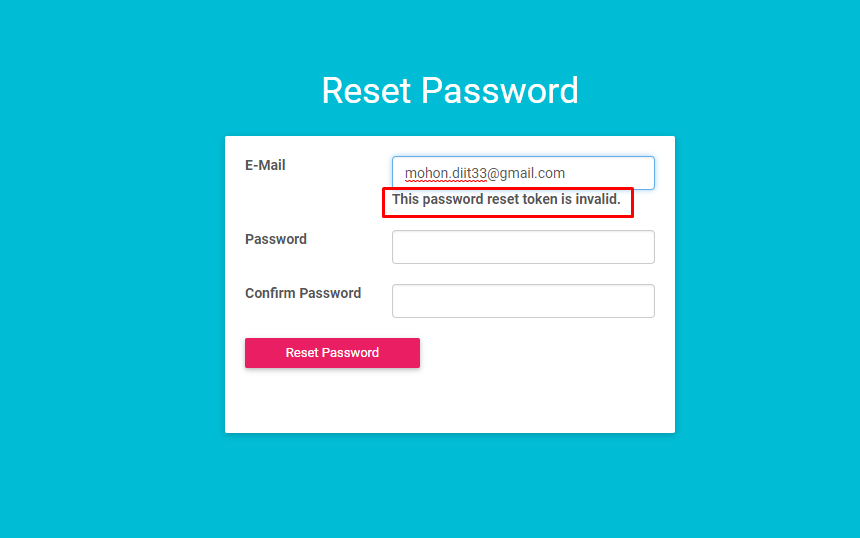 Reset Password
E-Mail
mohon.diit33@gmail.com
This password reset token is invalid.
Password
Confirm Password
Reset Password